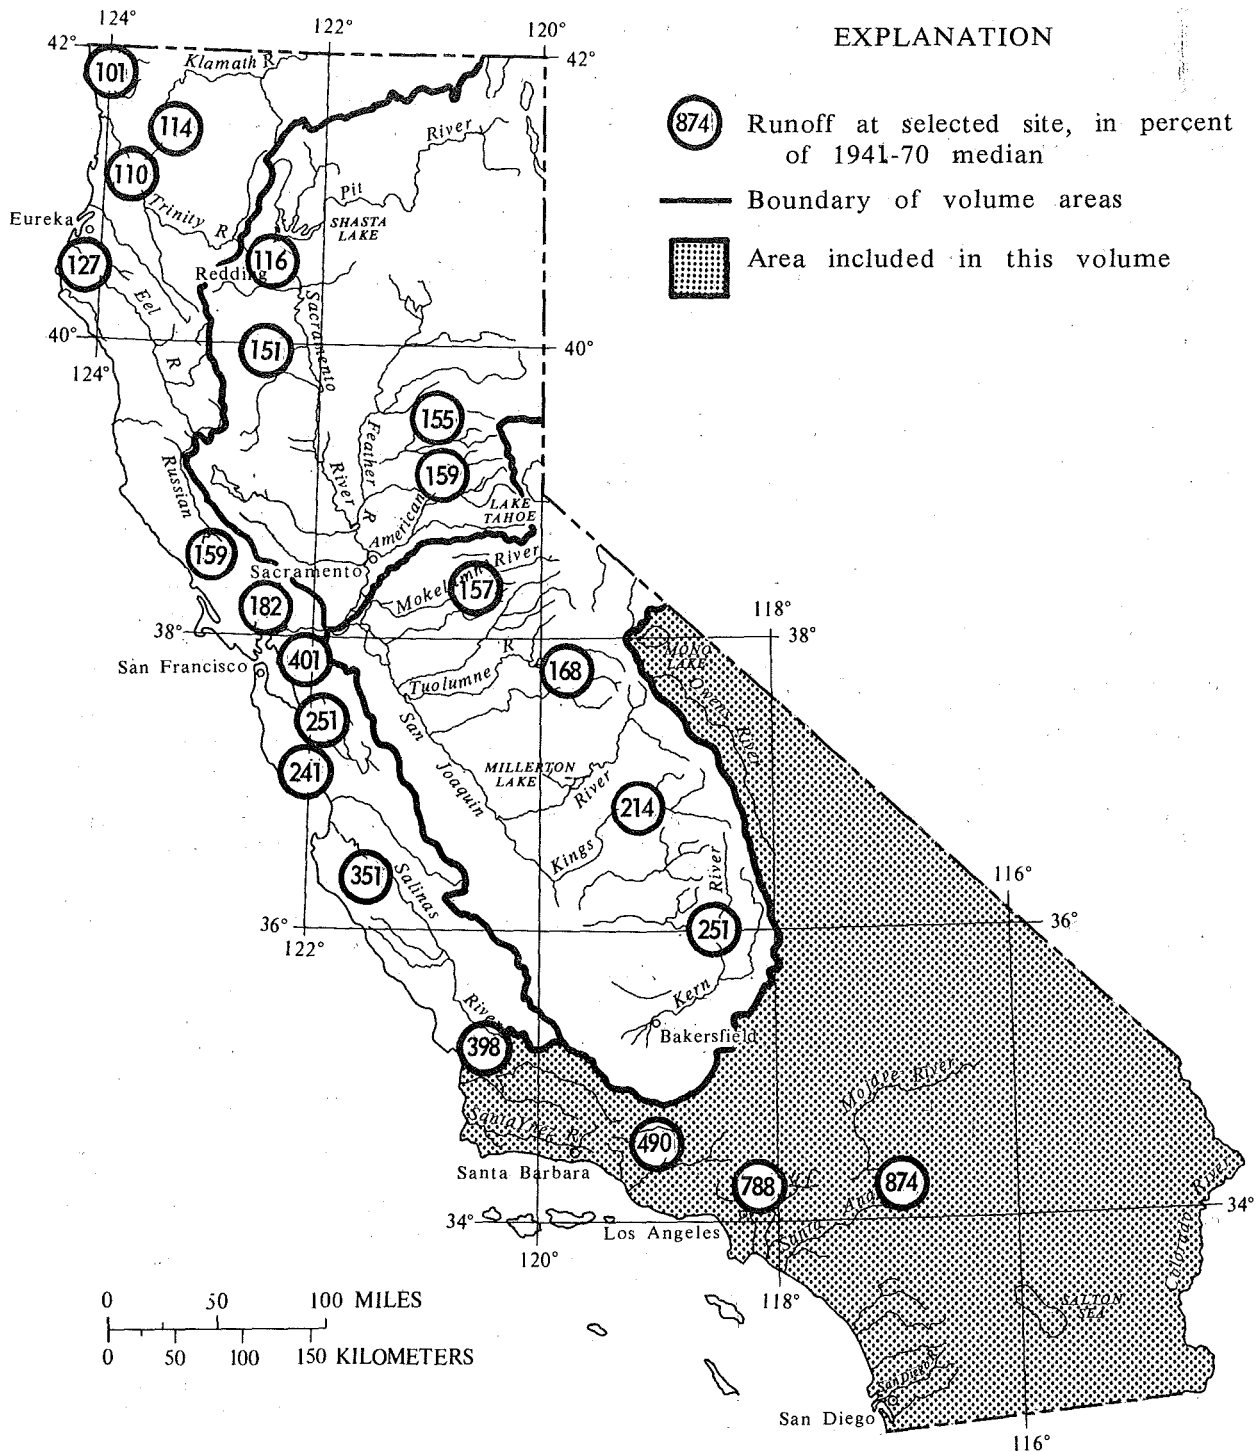 EXPLANATION
874 Runoff at selected site, in percent
of 1941-70 median
Boundary of volume areas
Area included in this volume
124°
122°
120°
42°
42°
101
Klamath R
114
110
River
Pit
Trinity R
SHASTA
LAKE
Eureka
127
116
Redding
Eel
R
Sacramento
River
40°
40°
124°
151
155
Feather
R
159
American
LAKE
TAHOE
Russian
159
Sacramento
Mokelumne River
157
182
118°
38°
38°
San Francisco
401
MONO
LAKE
R
Tuolumne
168
Owens
River
251
San
Joaquin
241
MILLERTON
LAKE
River
214
Kings
River
351
Salinas
River
116°
36°
36°
122°
251
Kern
Bakersfield
398
Mojave River
Santa Ynez R
490
Santa Barbara
788
874
Santa Ana
34°
34°
Los Angeles
120°
118°
Colorado River
0 50 100 MILES
0 50 100 150 KILOMETERS
SALTON
SEA
San Diego R
San Diego
116°